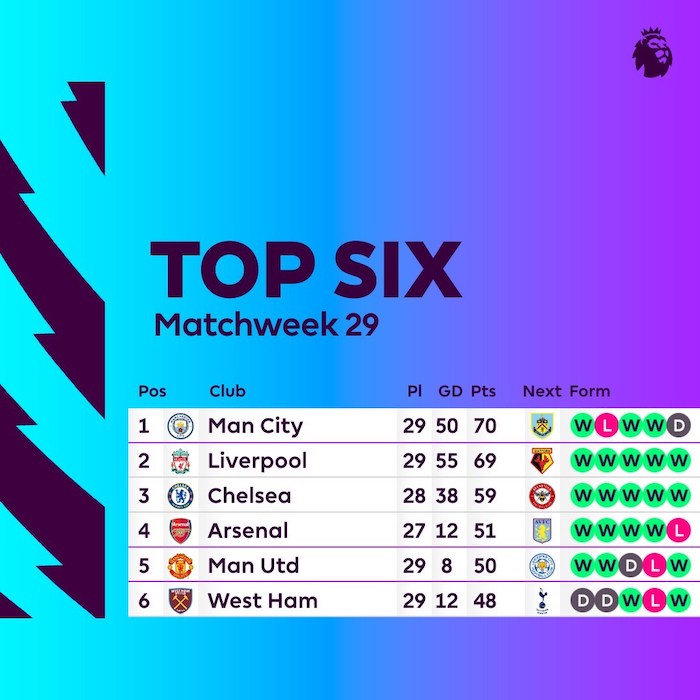 TOP SIX
Matchweek 29
Pos Club Pl GD Pts Next Form
1 Man City 29 50 70 W L W W D
2 Liverpool 29 55 69 W W W W W
3 Chelsea 28 38 59 W W W W W
4 Arsenal 27 12 51 W W W W L
5 Man Utd 29 8 50 W W D L W
6 West Ham 29 12 48 D D W L W